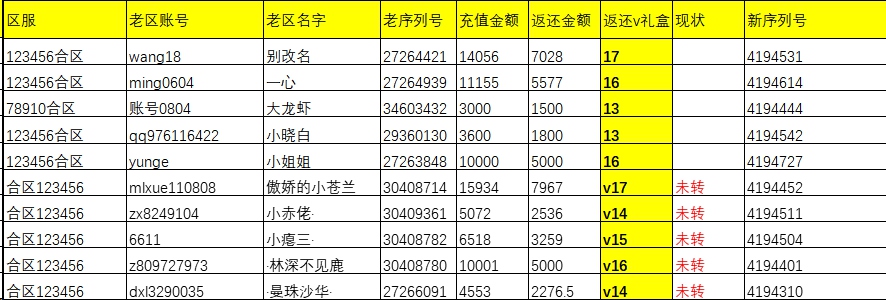 区服 老区账号 老区名字 老序列号 充值金额 返还金额 返还v礼盒 现状 新序列号
123456合区 wang18 别改名 27264421 14056 7028 17 4194531
123456合区 ming0604 一心 27264939 11155 5577 16 4194614
78910合区 账号0804 大龙虾 34603432 3000 1500 13 4194444
123456合区 qq976116422 小晓白 29360130 3600 1800 13 4194542
123456合区 yunge 小姐姐 27263848 10000 5000 16 4194727
合区123456 mlxue110808 傲娇的小苍兰 30408714 15934 7967 v17 未转 4194452
合区123456 zx8249104 小赤佬· 30409361 5072 2536 v14 未转 4194511
合区123456 6611 小瘪三· 30408782 6518 3259 v15 未转 4194504
合区123456 z809727973 ·林深不见鹿 30408780 10001 5000 v16 未转 4194401
合区123456 dxl3290035 ·曼珠沙华· 27266091 4553 2276.5 v14 未转 4194310